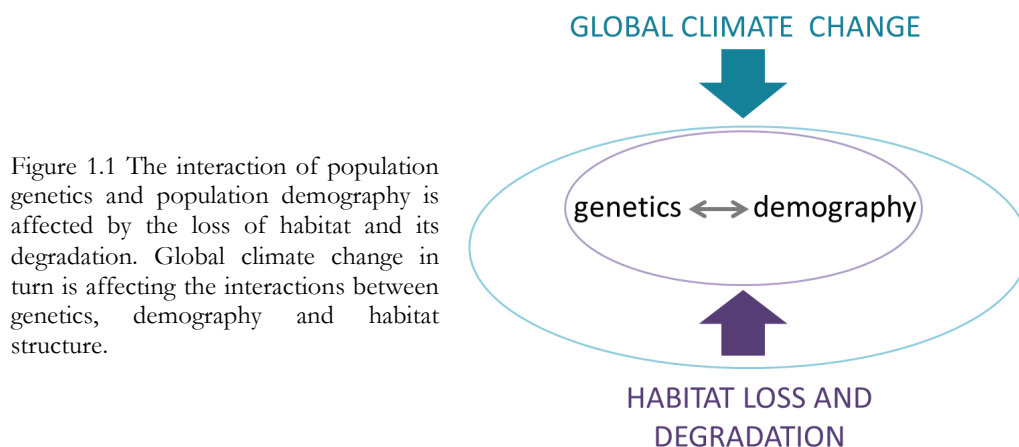 Figure 1.1 The interaction of population
genetics and population demography is
affected by the loss of habitat and its
degradation. Global climate change in
turn is affecting the interactions between
genetics, demography and habitat
structure.
GLOBAL CLIMATE CHANGE
genetics demography
HABITAT LOSS AND
DEGRADATION